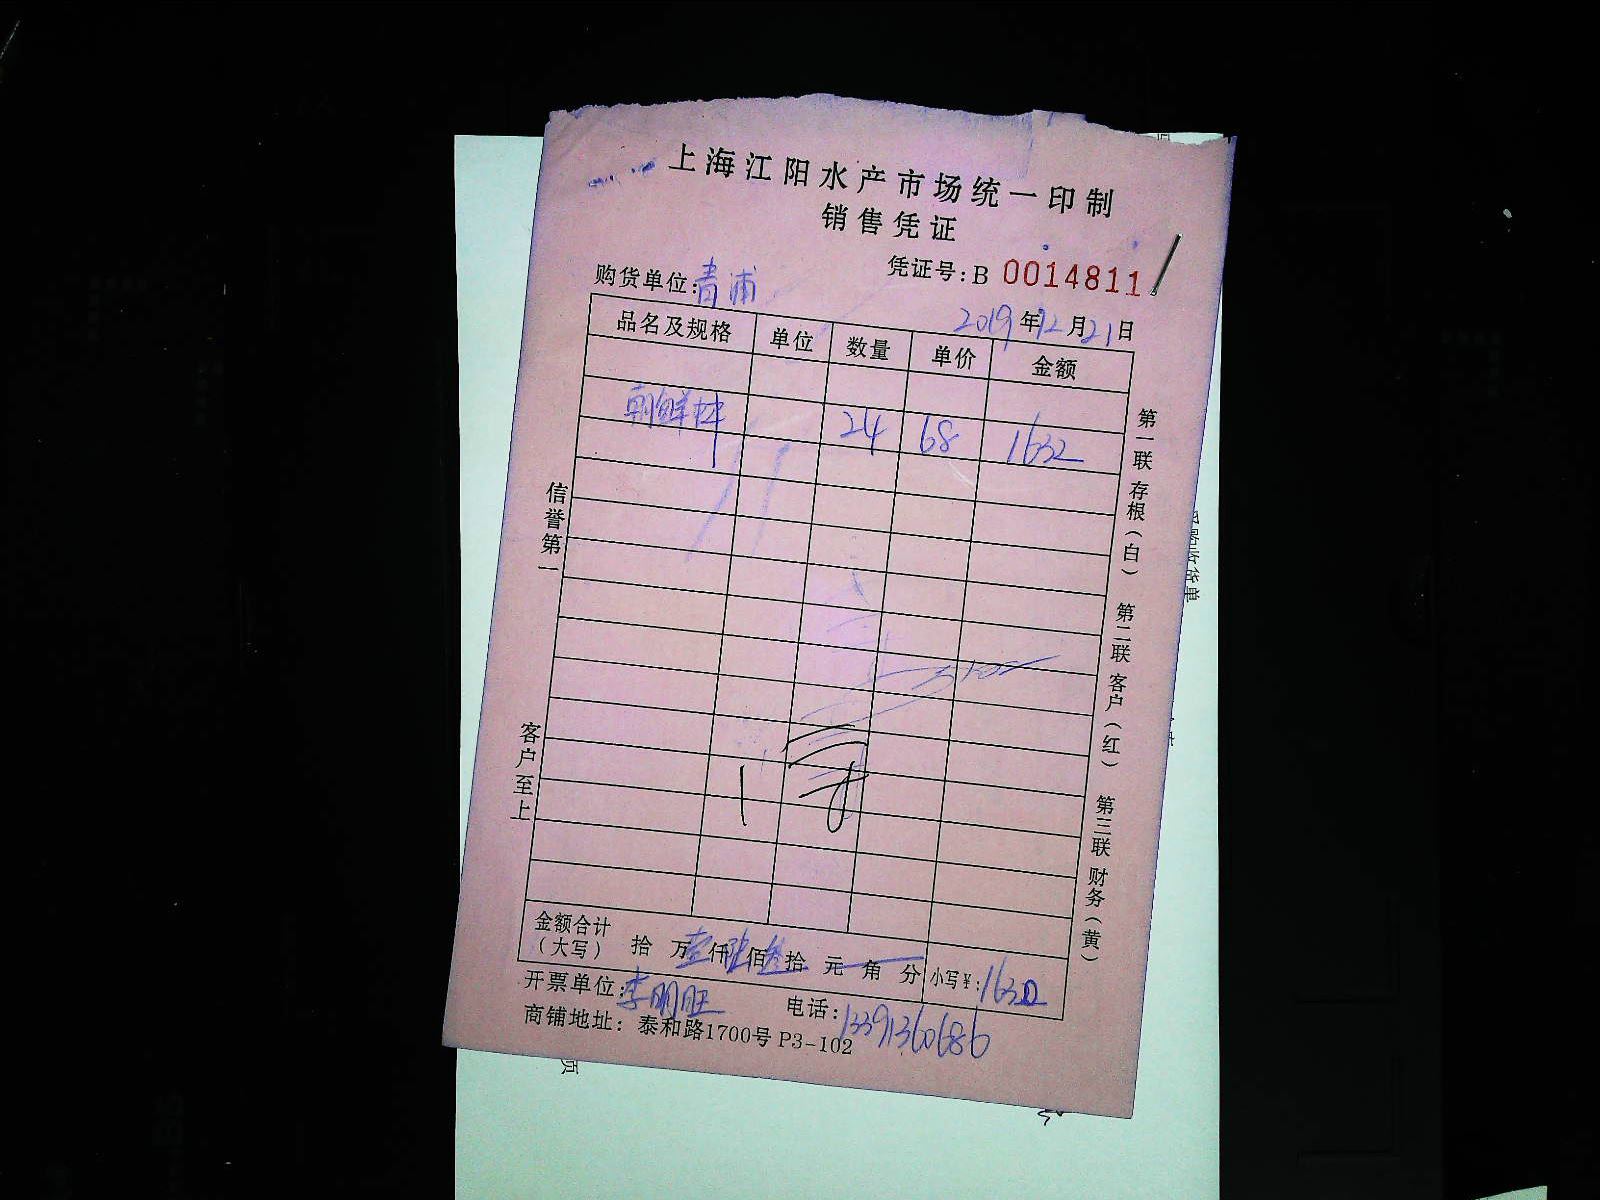 上海江阳水产市场统一印制
销售凭证
凭证号:B 0014811
购货单位:青浦
2019年12月21日
品名及规格 单位 数量 单价 金额
朝鲜 24 68 1632
信誉第一
客户至上
第一联 存根(白) 第二联 客户(红) 第三联 财务(黄)
金额合计
(大写) 拾 万壹仟陆佰叁拾 元 角 分 小写¥:1630
开票单位:李明旺 电话:13391360686
商铺地址: 泰和路1700号 P3-102